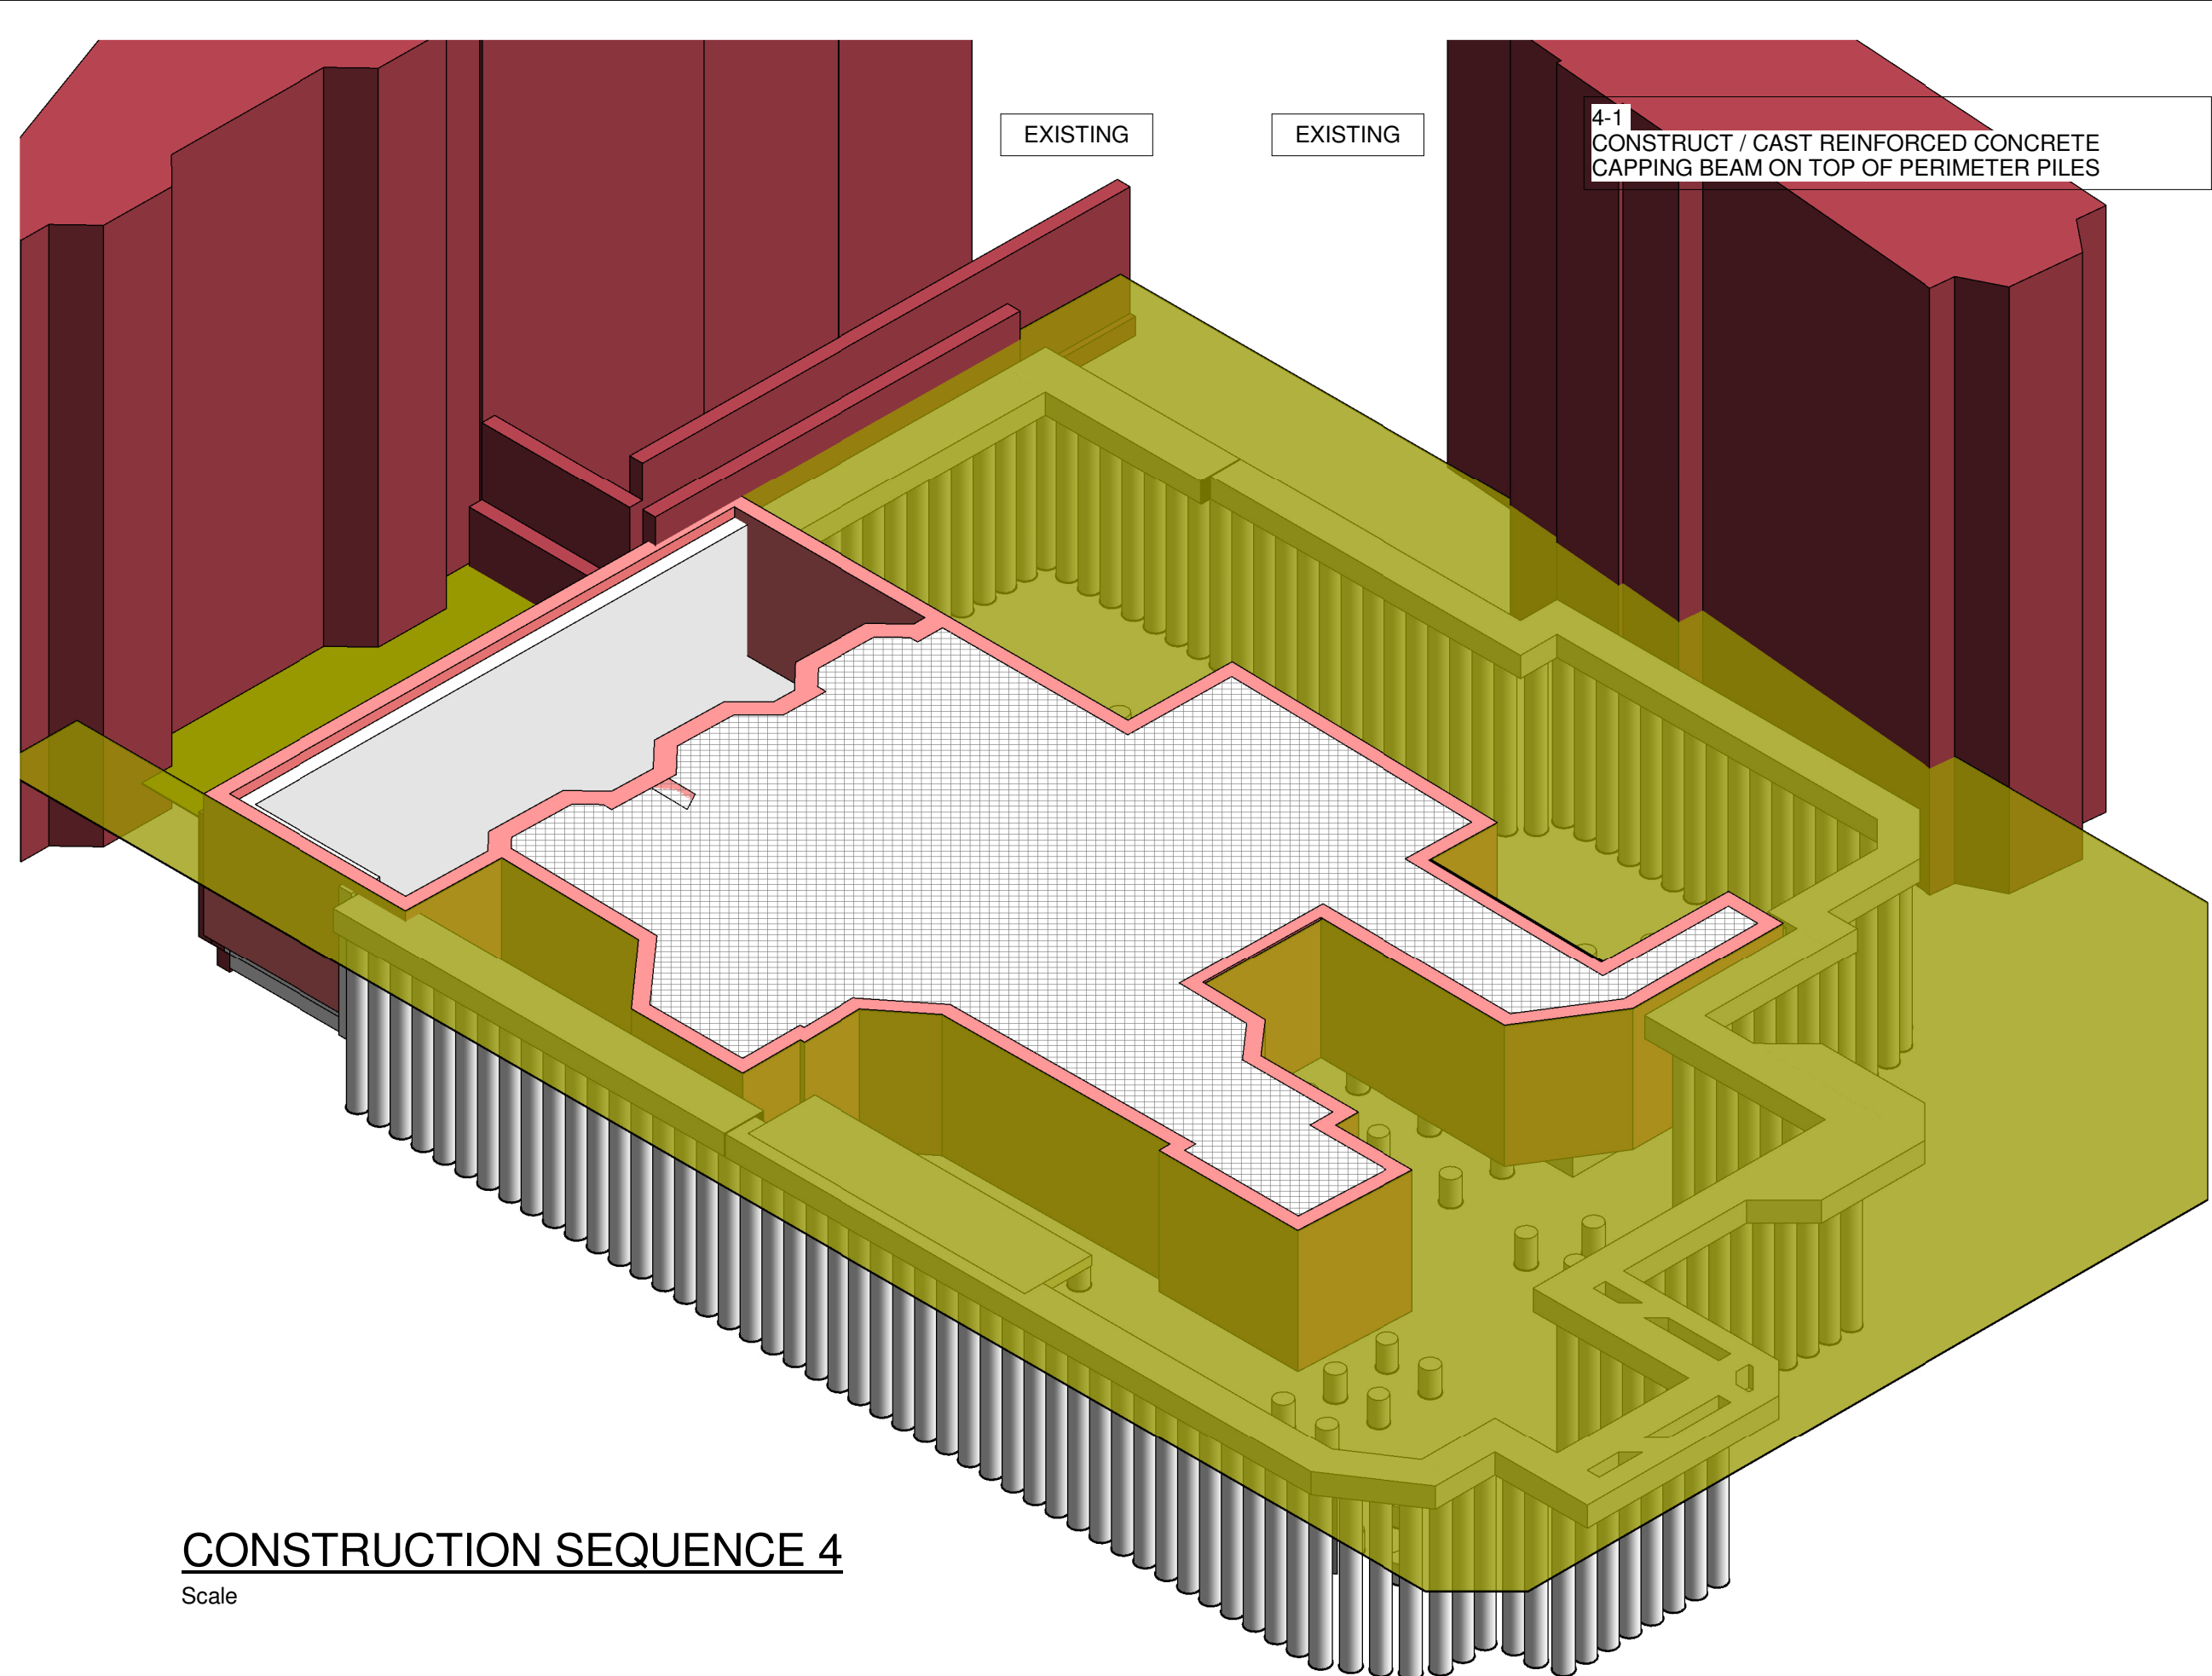 EXISTING
EXISTING
4-1
CONSTRUCT / CAST REINFORCED CONCRETE
CAPPING BEAM ON TOP OF PERIMETER PILES
CONSTRUCTION SEQUENCE 4
Scale